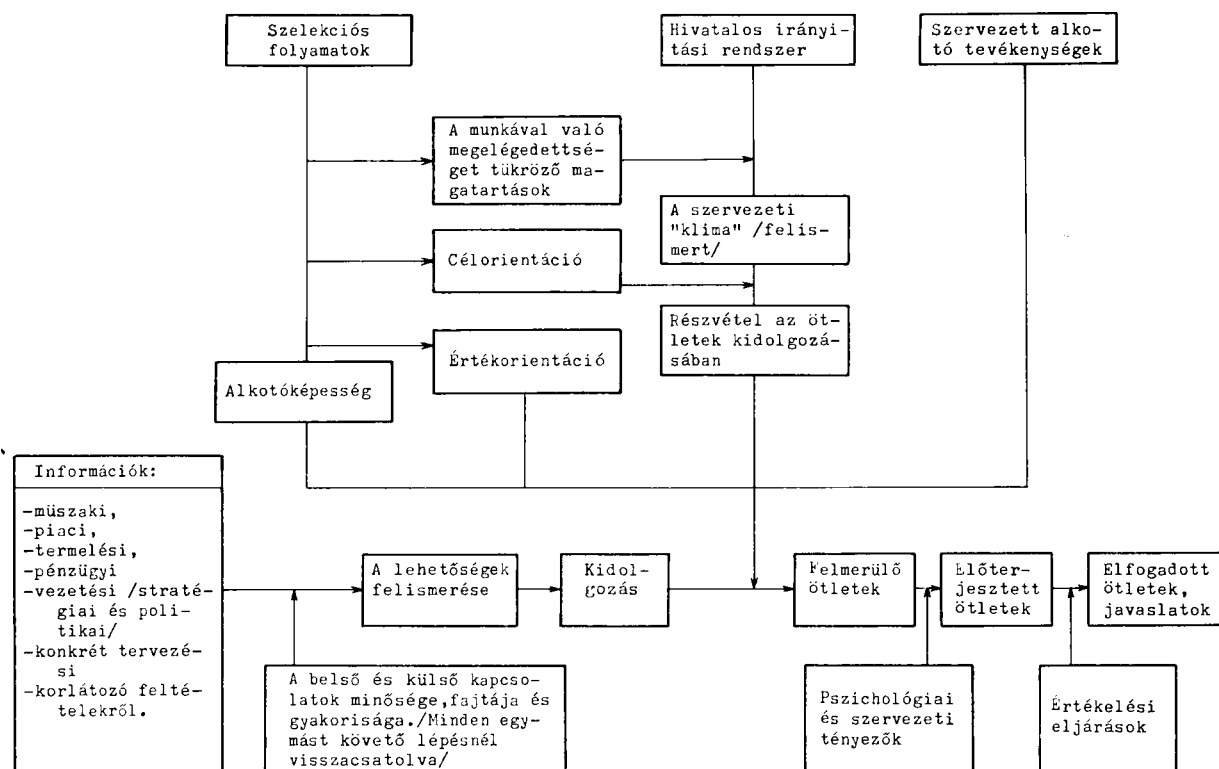 Szelekciós
folyamatok
Hivatalos irányi-
tási rendszer
Szervezett alko-
tó tevékenységek
A munkával való
megelégedettsé-
get tükröző ma-
gatartások
A szervezeti
"klima" /felis-
mert/
Célorientáció
Részvétel az öt-
letek kidolgozá-
sában
Értékorientáció
Alkotóképesség
Információk:
-müszaki,
-piaci,
-termelési,
-pénzügyi
-vezetési /straté-
giai és poli-
tikai/
-konkrét tervezé-
si
-korlátozó felté-
telekről.
A lehetőségek
felismerése
Kidol-
gozás
Felmerülő
ötletek
Előter-
jesztett
ötletek
Elfogadott
ötletek,
javaslatok
A belső és külső kapcso-
latok minősége,fajtája és
gyakorisága./Minden egy-
mást követő lépésnél
visszacsatolva/
Pszichológiai
és szervezeti
tényezők
Értékelési
eljárások